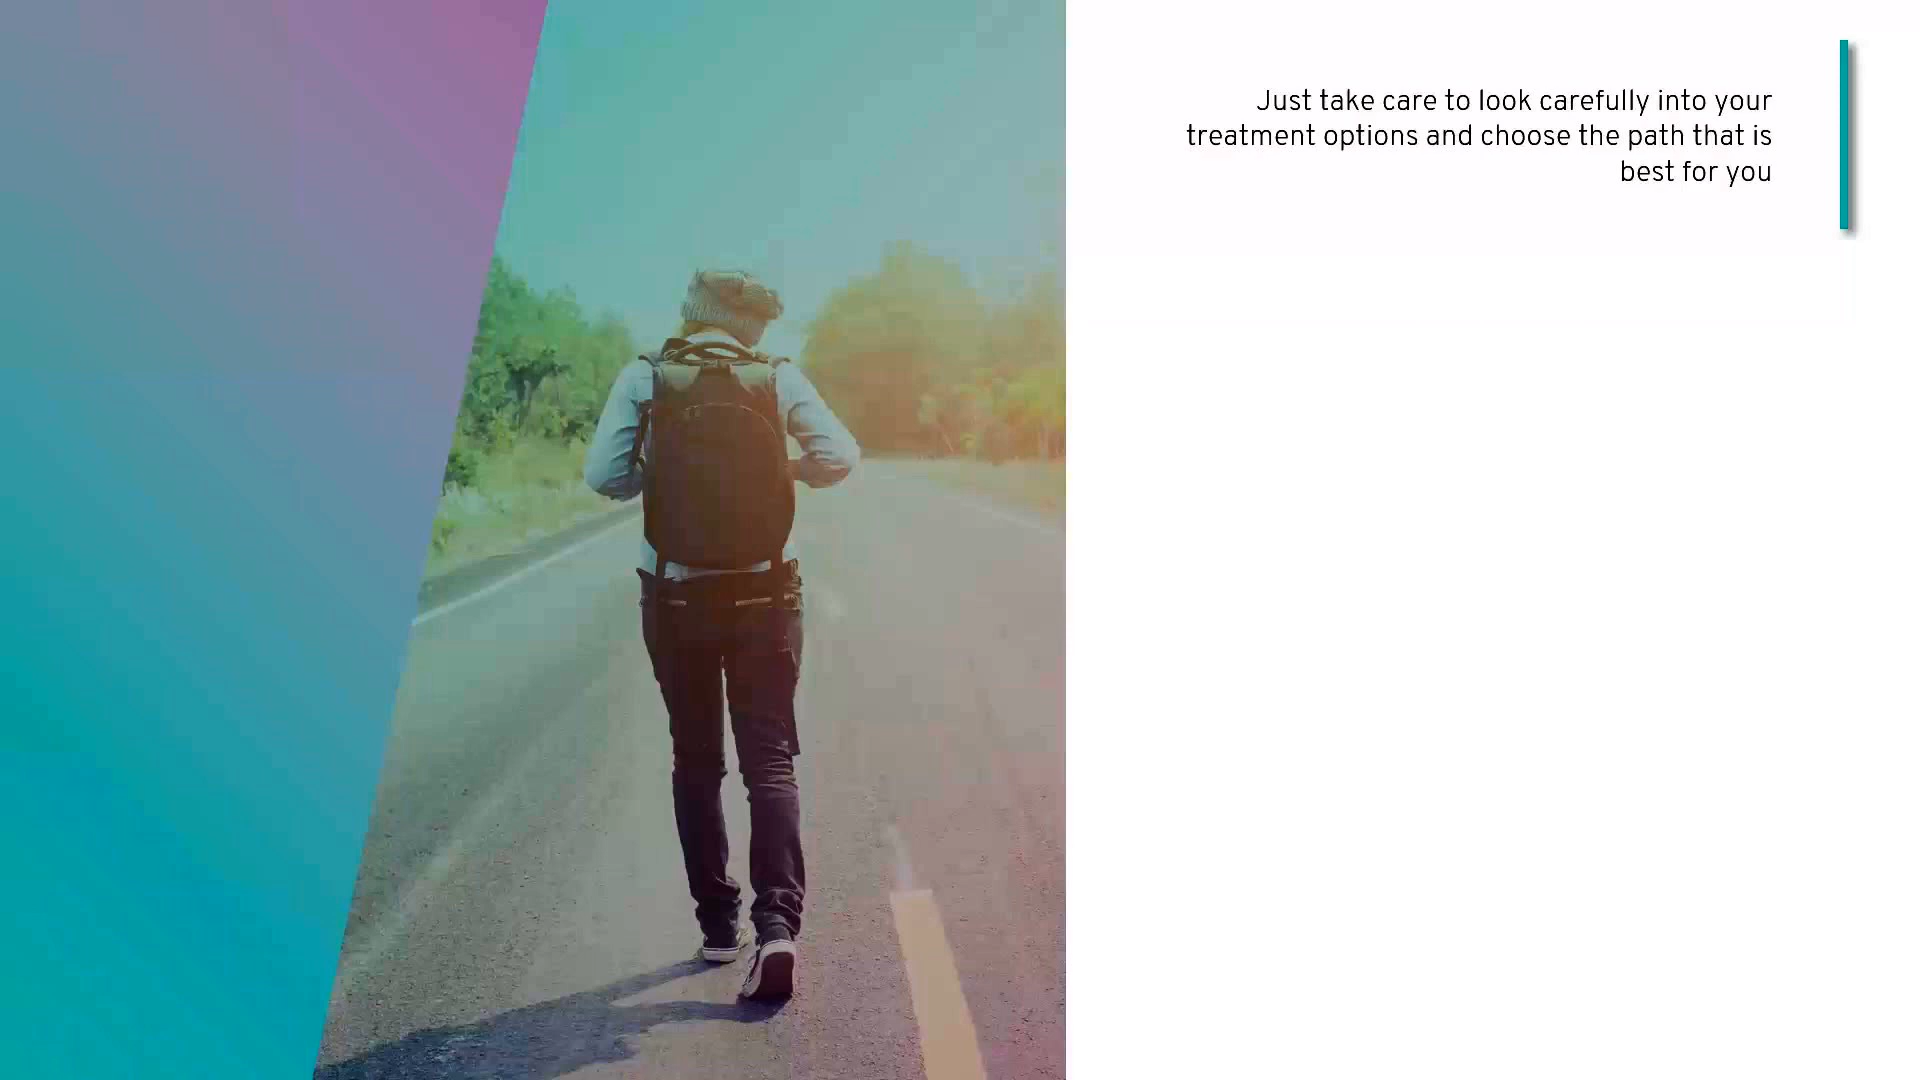 Just take care to look carefully into your
treatment options and choose the path that is
best for you